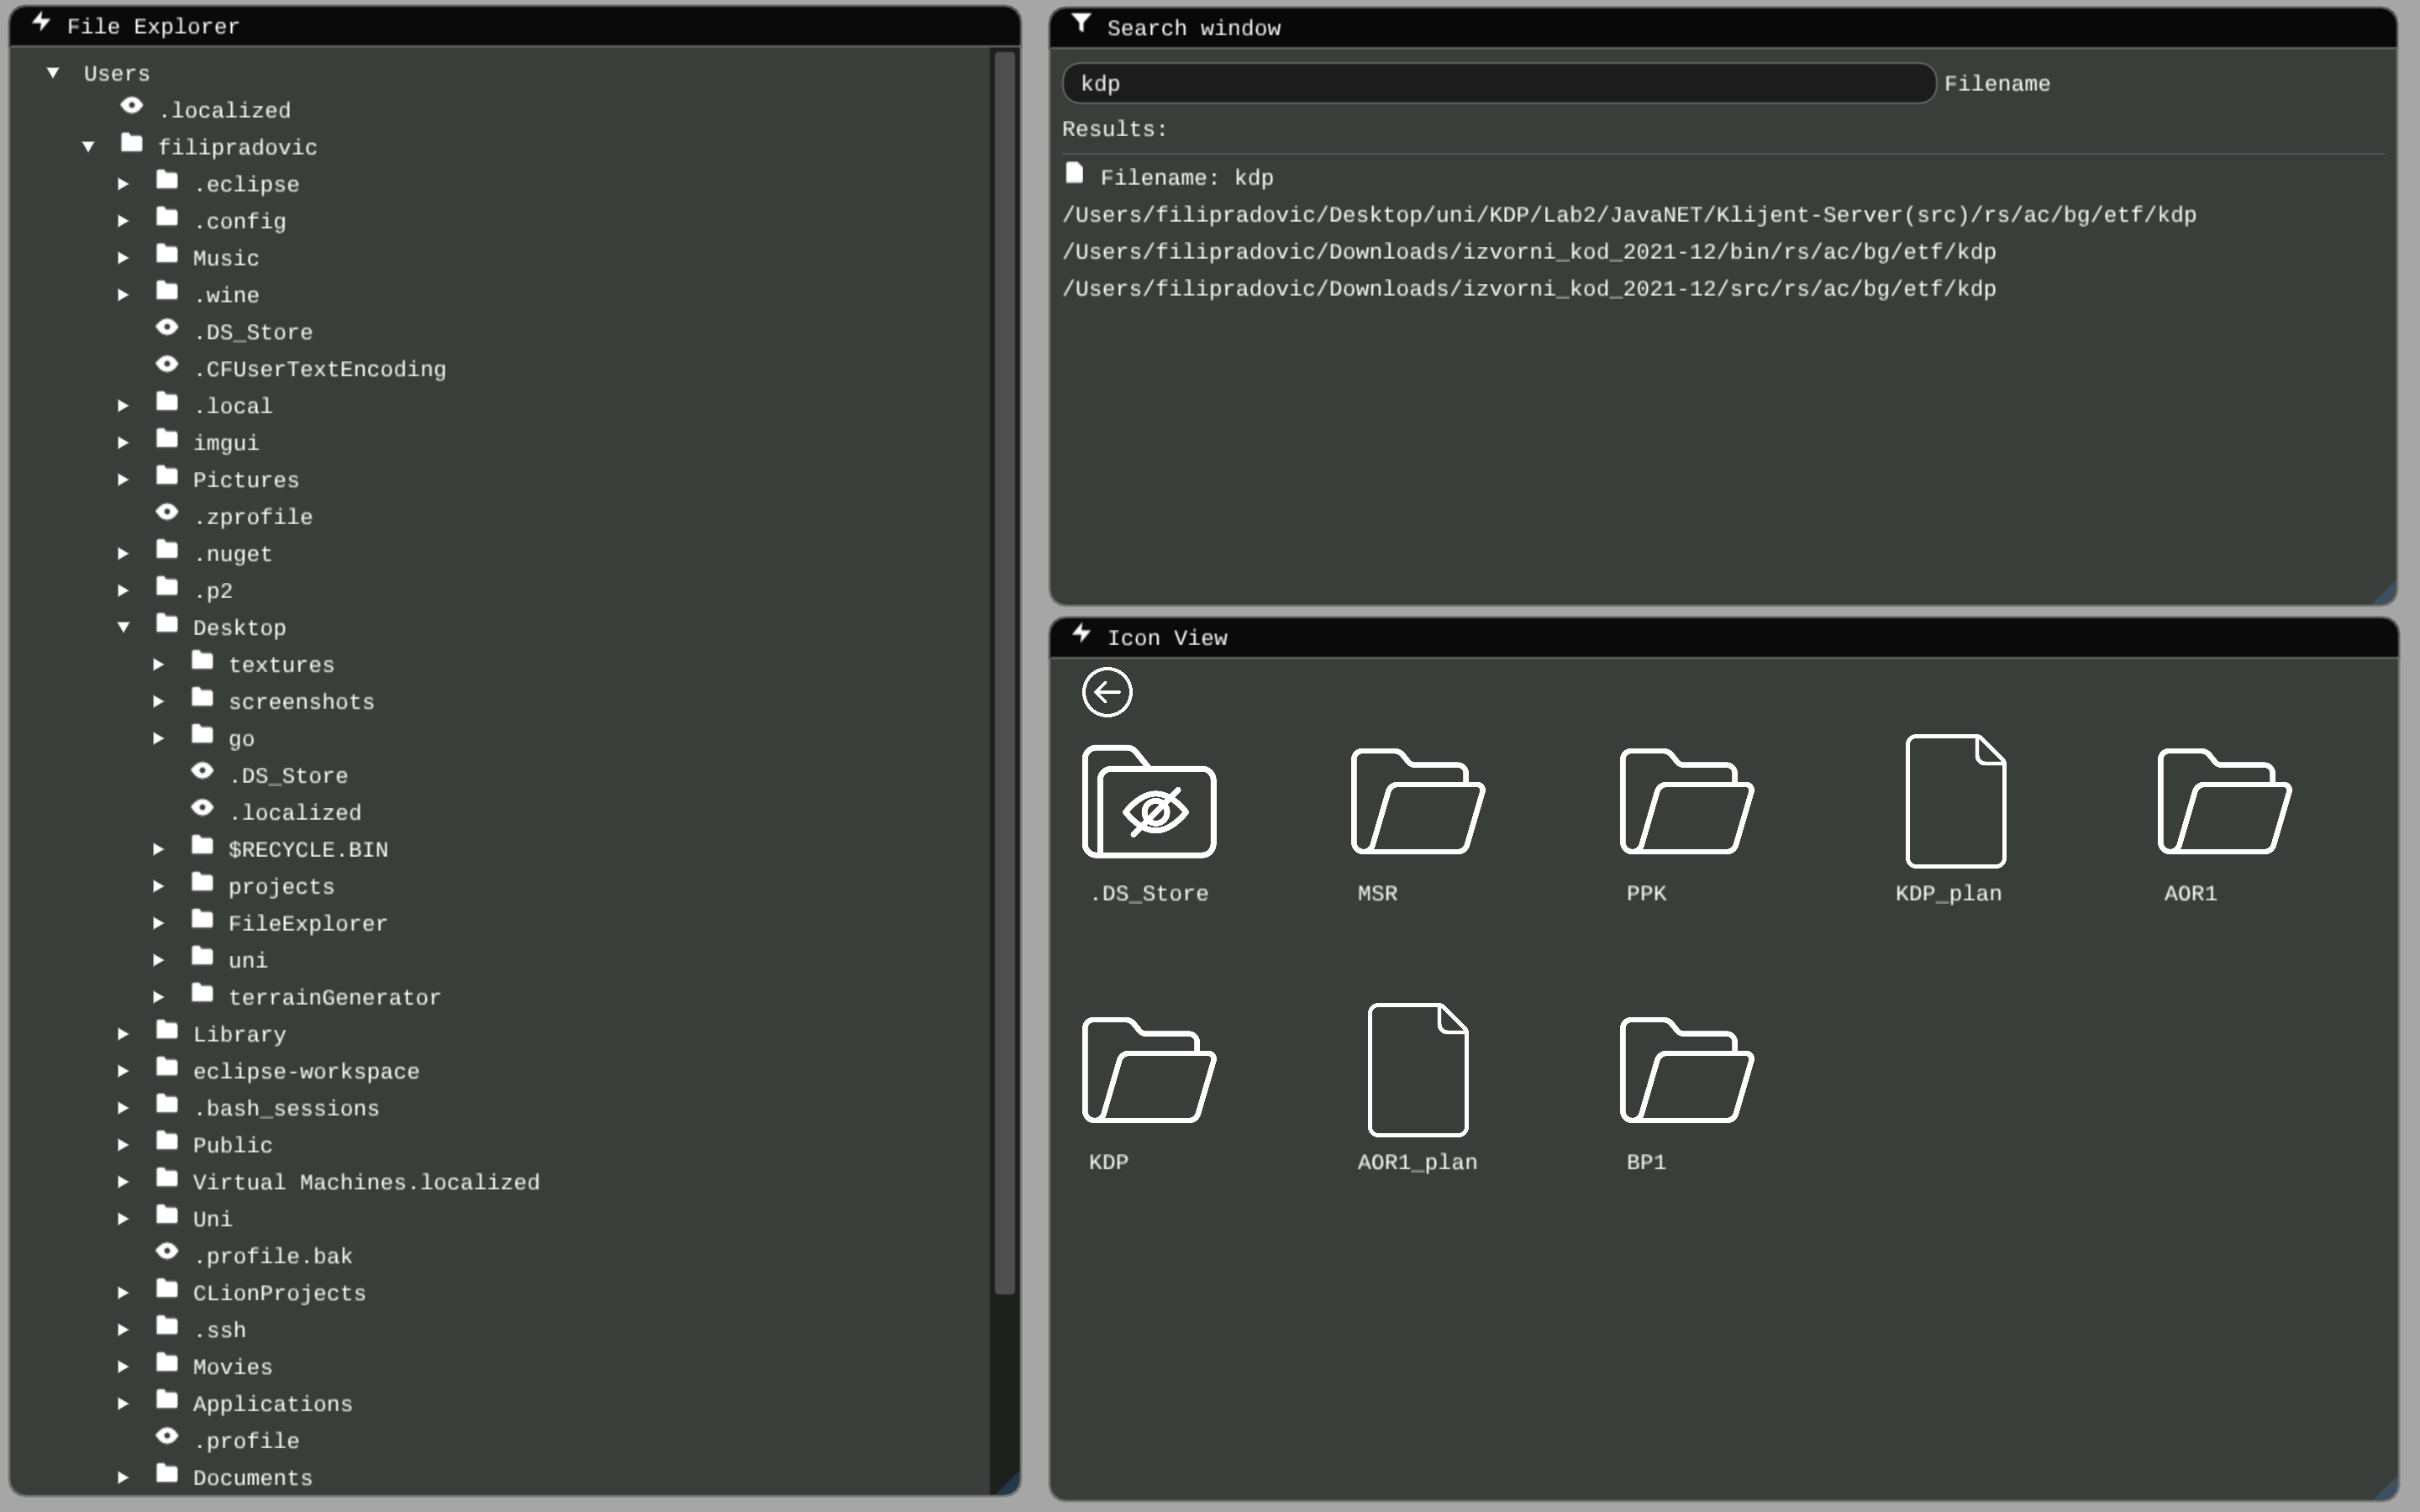 File Explorer
Users
.localized
filipradovic
.eclipse
.config
Music
.wine
.DS_Store
.CFUserTextEncoding
.local
imgui
Pictures
.zprofile
.nuget
.p2
Desktop
textures
screenshots
go
.DS_Store
.localized
$RECYCLE.BIN
projects
FileExplorer
uni
terrainGenerator
Library
eclipse-workspace
.bash_sessions
Public
Virtual Machines.localized
Uni
.profile.bak
CLionProjects
.ssh
Movies
Applications
.profile
Documents
Search window
kdp Filename
Results:
Filename: kdp
/Users/filipradovic/Desktop/uni/KDP/Lab2/JavaNET/Klijent-Server(src)/rs/ac/bg/etf/kdp
/Users/filipradovic/Downloads/izvorni_kod_2021-12/bin/rs/ac/bg/etf/kdp
/Users/filipradovic/Downloads/izvorni_kod_2021-12/src/rs/ac/bg/etf/kdp
Icon View
.DS_Store MSR PPK KDP_plan AOR1
KDP AOR1_plan BP1